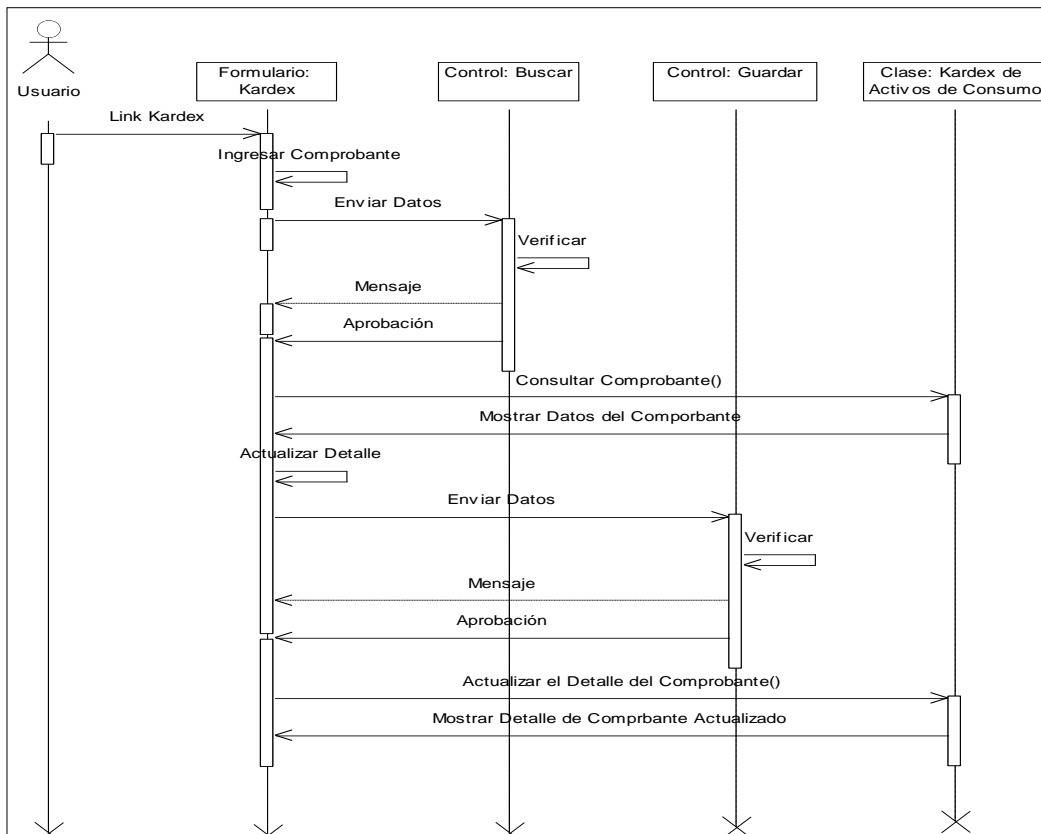 Usuario
Formulario:
Kardex
Control: Buscar
Control: Guardar
Clase: Kardex de
Activos de Consumo
Link Kardex
Ingresar Comprobante
Enviar Datos
Verificar
Mensaje
Aprobación
Consultar Comprobante()
Mostrar Datos del Comporbante
Actualizar Detalle
Enviar Datos
Verificar
Mensaje
Aprobación
Actualizar el Detalle del Comprobante()
Mostrar Detalle de Comprbante Actualizado